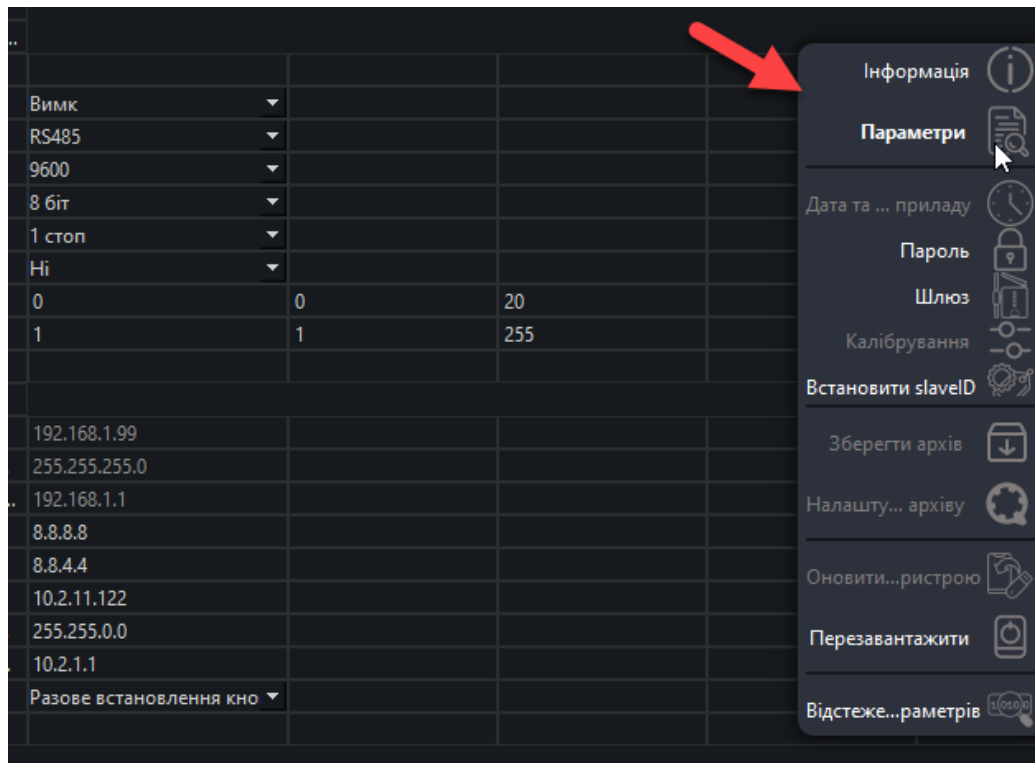 ..
Вимк
RS485
9600
8 біт
1 стоп
Ні
0 0 20
1 1 255
192.168.1.99
255.255.255.0
.. 192.168.1.1
8.8.8.8
8.8.4.4
10.2.11.122
255.255.0.0
. 10.2.1.1
Разове встановлення кно
Інформація
Параметри
Дата та ... приладу
Пароль
Шлюз
Калібрування
Встановити slaveID
Зберегти архів
Налашту... архіву
Оновити...ристрою
Перезавантажити
Відстеже...раметрів